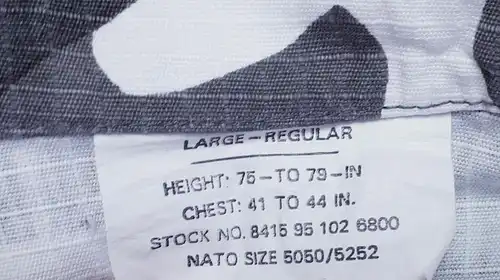 LARGE-REGULAR
HEIGHT: 75-TO 79-IN
CHEST: 41 TO 44 IN.
STOCK NO. 8415 95 102 6800
NATO SIZE 5050/5252